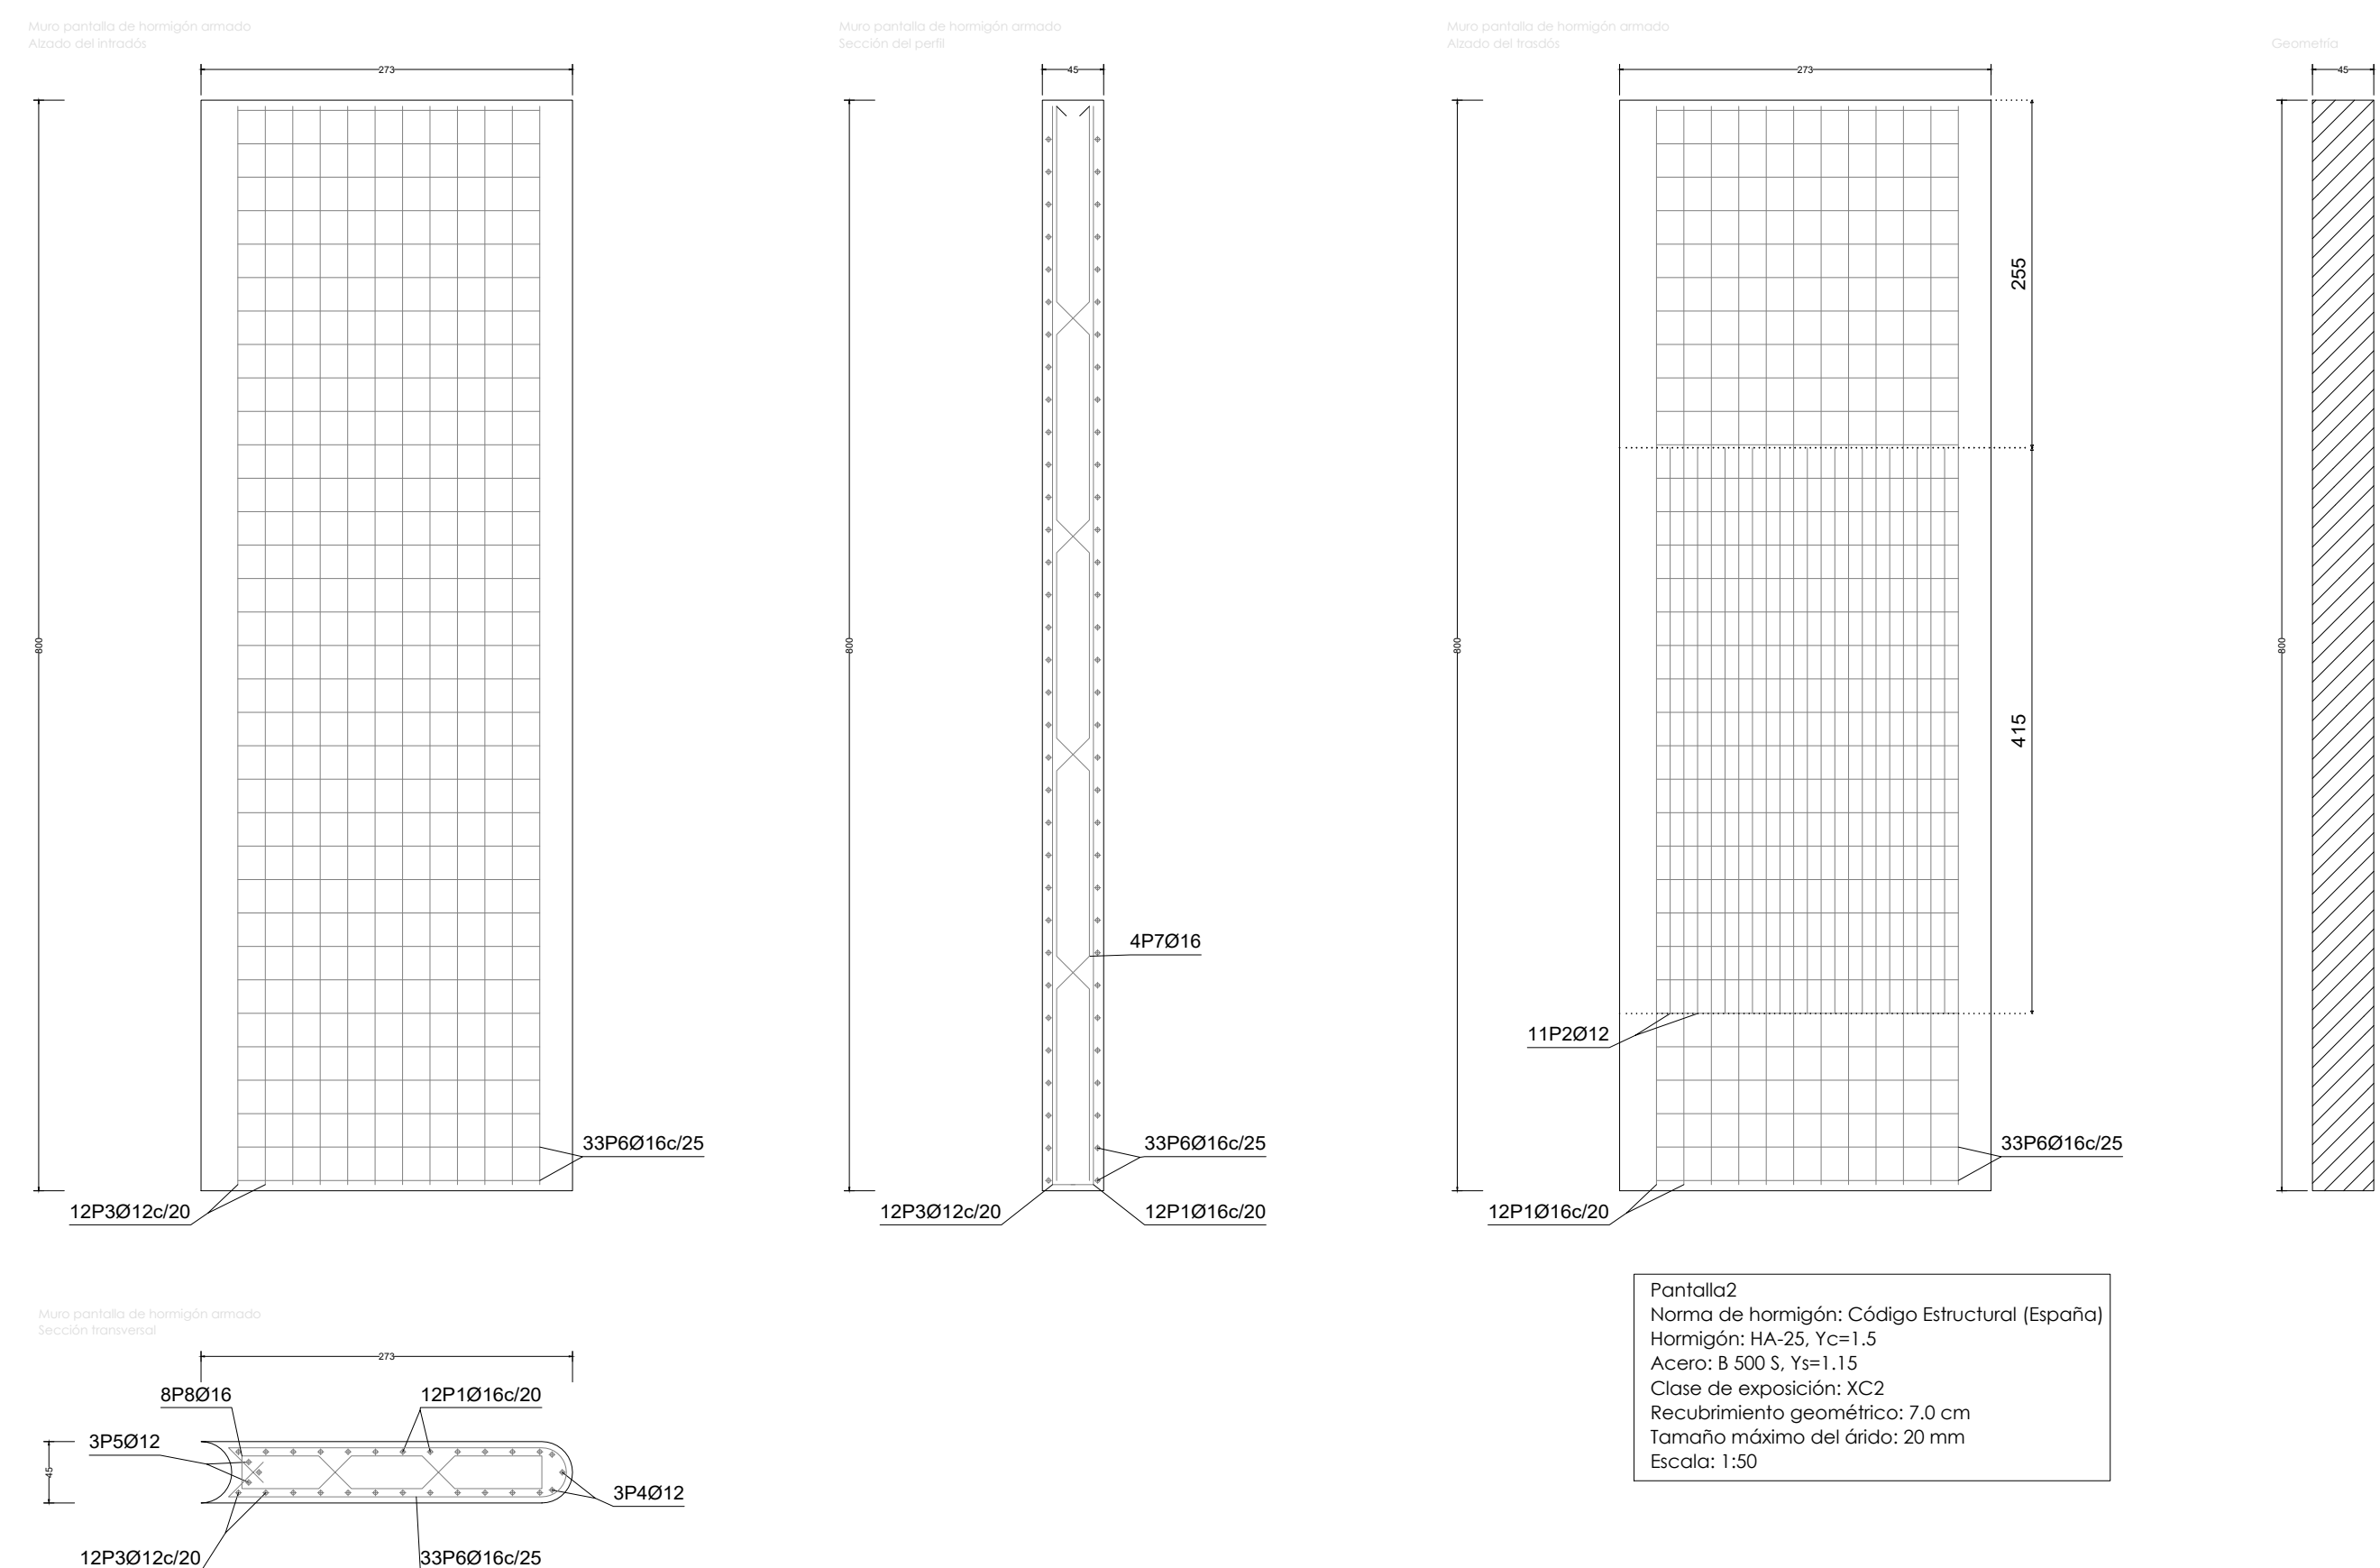 Muro pantalla de hormigón armado
Alzado del intradós
273
800
33P6Ø16c/25
12P3Ø12c/20
Muro pantalla de hormigón armado
Sección del perfil
45
800
4P7Ø16
33P6Ø16c/25
12P3Ø12c/20
12P1Ø16c/20
Muro pantalla de hormigón armado
Alzado del trasdós
273
800
255
415
11P2Ø12
33P6Ø16c/25
12P1Ø16c/20
Geometría
45
800
Muro pantalla de hormigón armado
Sección transversal
273
8P8Ø16
12P1Ø16c/20
3P5Ø12
45
3P4Ø12
12P3Ø12c/20
33P6Ø16c/25
Pantalla2
Norma de hormigón: Código Estructural (España)
Hormigón: HA-25, Yc=1.5
Acero: B 500 S, Ys=1.15
Clase de exposición: XC2
Recubrimiento geométrico: 7.0 cm
Tamaño máximo del árido: 20 mm
Escala: 1:50